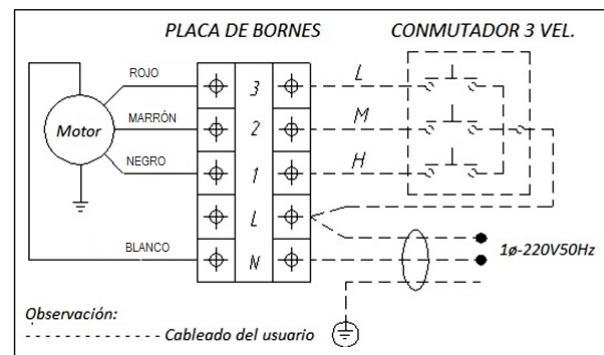 PLACA DE BORNES
CONMUTADOR 3 VEL.
ROJO
3
L
MARRÓN
2
M
Motor
NEGRO
1
H
L
BLANCO
N
1ø-220V50Hz
Observación:
Cableado del usuario